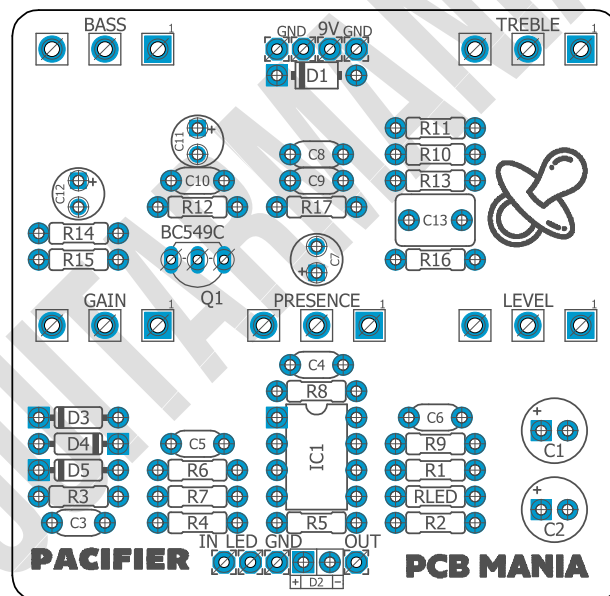 BASS 1 GND 9V GND TREBLE 1
D1
C11 +
R11
C8 R10
C12 + C10 C9 R13
R12 R17
C13
R14 BC549C
R15 C7 + R16
Q1
GAIN 1 PRESENCE 1 LEVEL 1
C4
R8
D3 C6 +
D4 C5 IC1 R9 C1
D5 R6 R1
R3 R7 RLED +
C3 R4 R5 R2 C2
IN LED GND OUT
+ D2 -
PACIFIER PCB MANIA